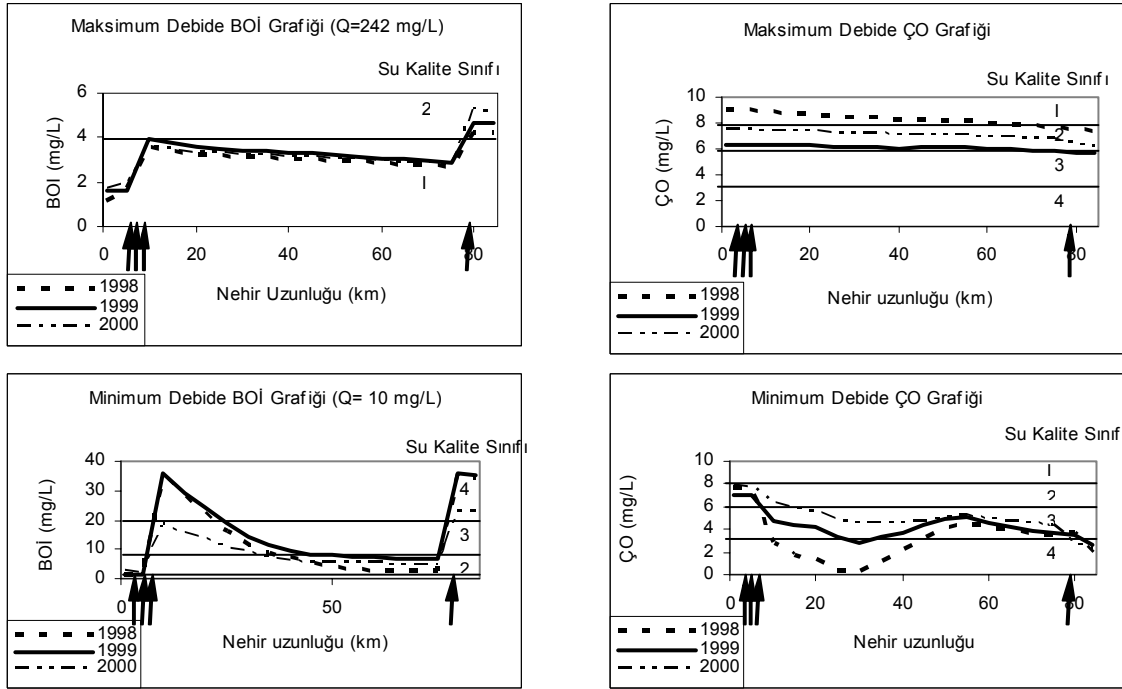 Maksimum Debide BOİ Grafiği (Q=242 mg/L)
Su Kalite Sınıfı
BOI (mg/L)
6
4
2
0
2
I
0 20 40 60 80
Nehir Uzunluğu (km)
1998
1999
2000
Maksimum Debide ÇO Grafiği
Su Kalite Sınıfı
ÇO (mg/L)
10
8
6
4
2
0
I
2
3
4
0 20 40 60 80
Nehir uzunluğu (km)
1998
1999
2000
Minimum Debide BOİ Grafiği (Q= 10 mg/L)
Su Kalite Sınıfı
BOİ (mg/L)
40
30
20
10
0
4
3
2
0 50
Nehir uzunluğu (km)
1998
1999
2000
Minimum Debide ÇO Grafiği
Su Kalite Sınıfı
ÇO (mg/L)
10
8
6
4
2
0
I
2
3
4
0 20 40 60 80
Nehir uzunluğu
1998
1999
2000